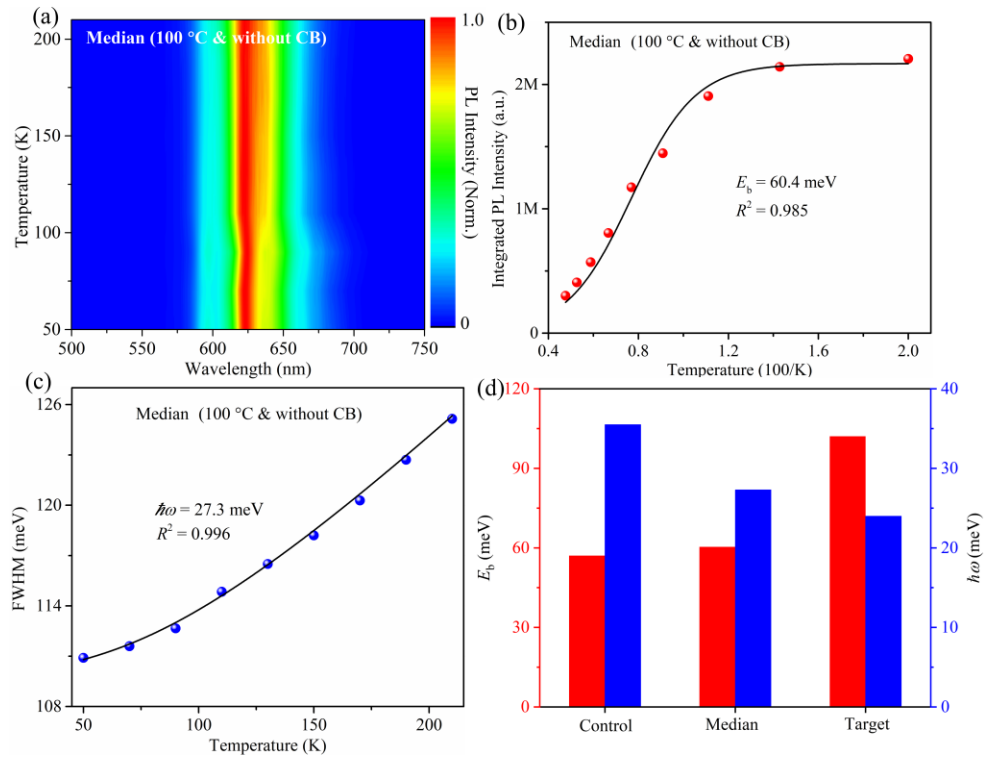 (a)
Median (100 °C & without CB)
200
150
100
50
Temperature (K)
500
550
600
650
700
750
Wavelength (nm)
1.0
0
PL Intensity (Norm.)
(b)
Median (100 °C & without CB)
2M
1M
0
Integrated PL Intensity (a.u.)
E_b = 60.4 meV
R² = 0.985
0.4
0.8
1.2
1.6
2.0
Temperature (100/K)
(c)
Median (100 °C & without CB)
126
120
114
108
FWHM (meV)
ℏω = 27.3 meV
R² = 0.996
50
100
150
200
Temperature (K)
(d)
120
90
60
30
0
E_b (meV)
40
30
20
10
0
ℏω (meV)
Control
Median
Target